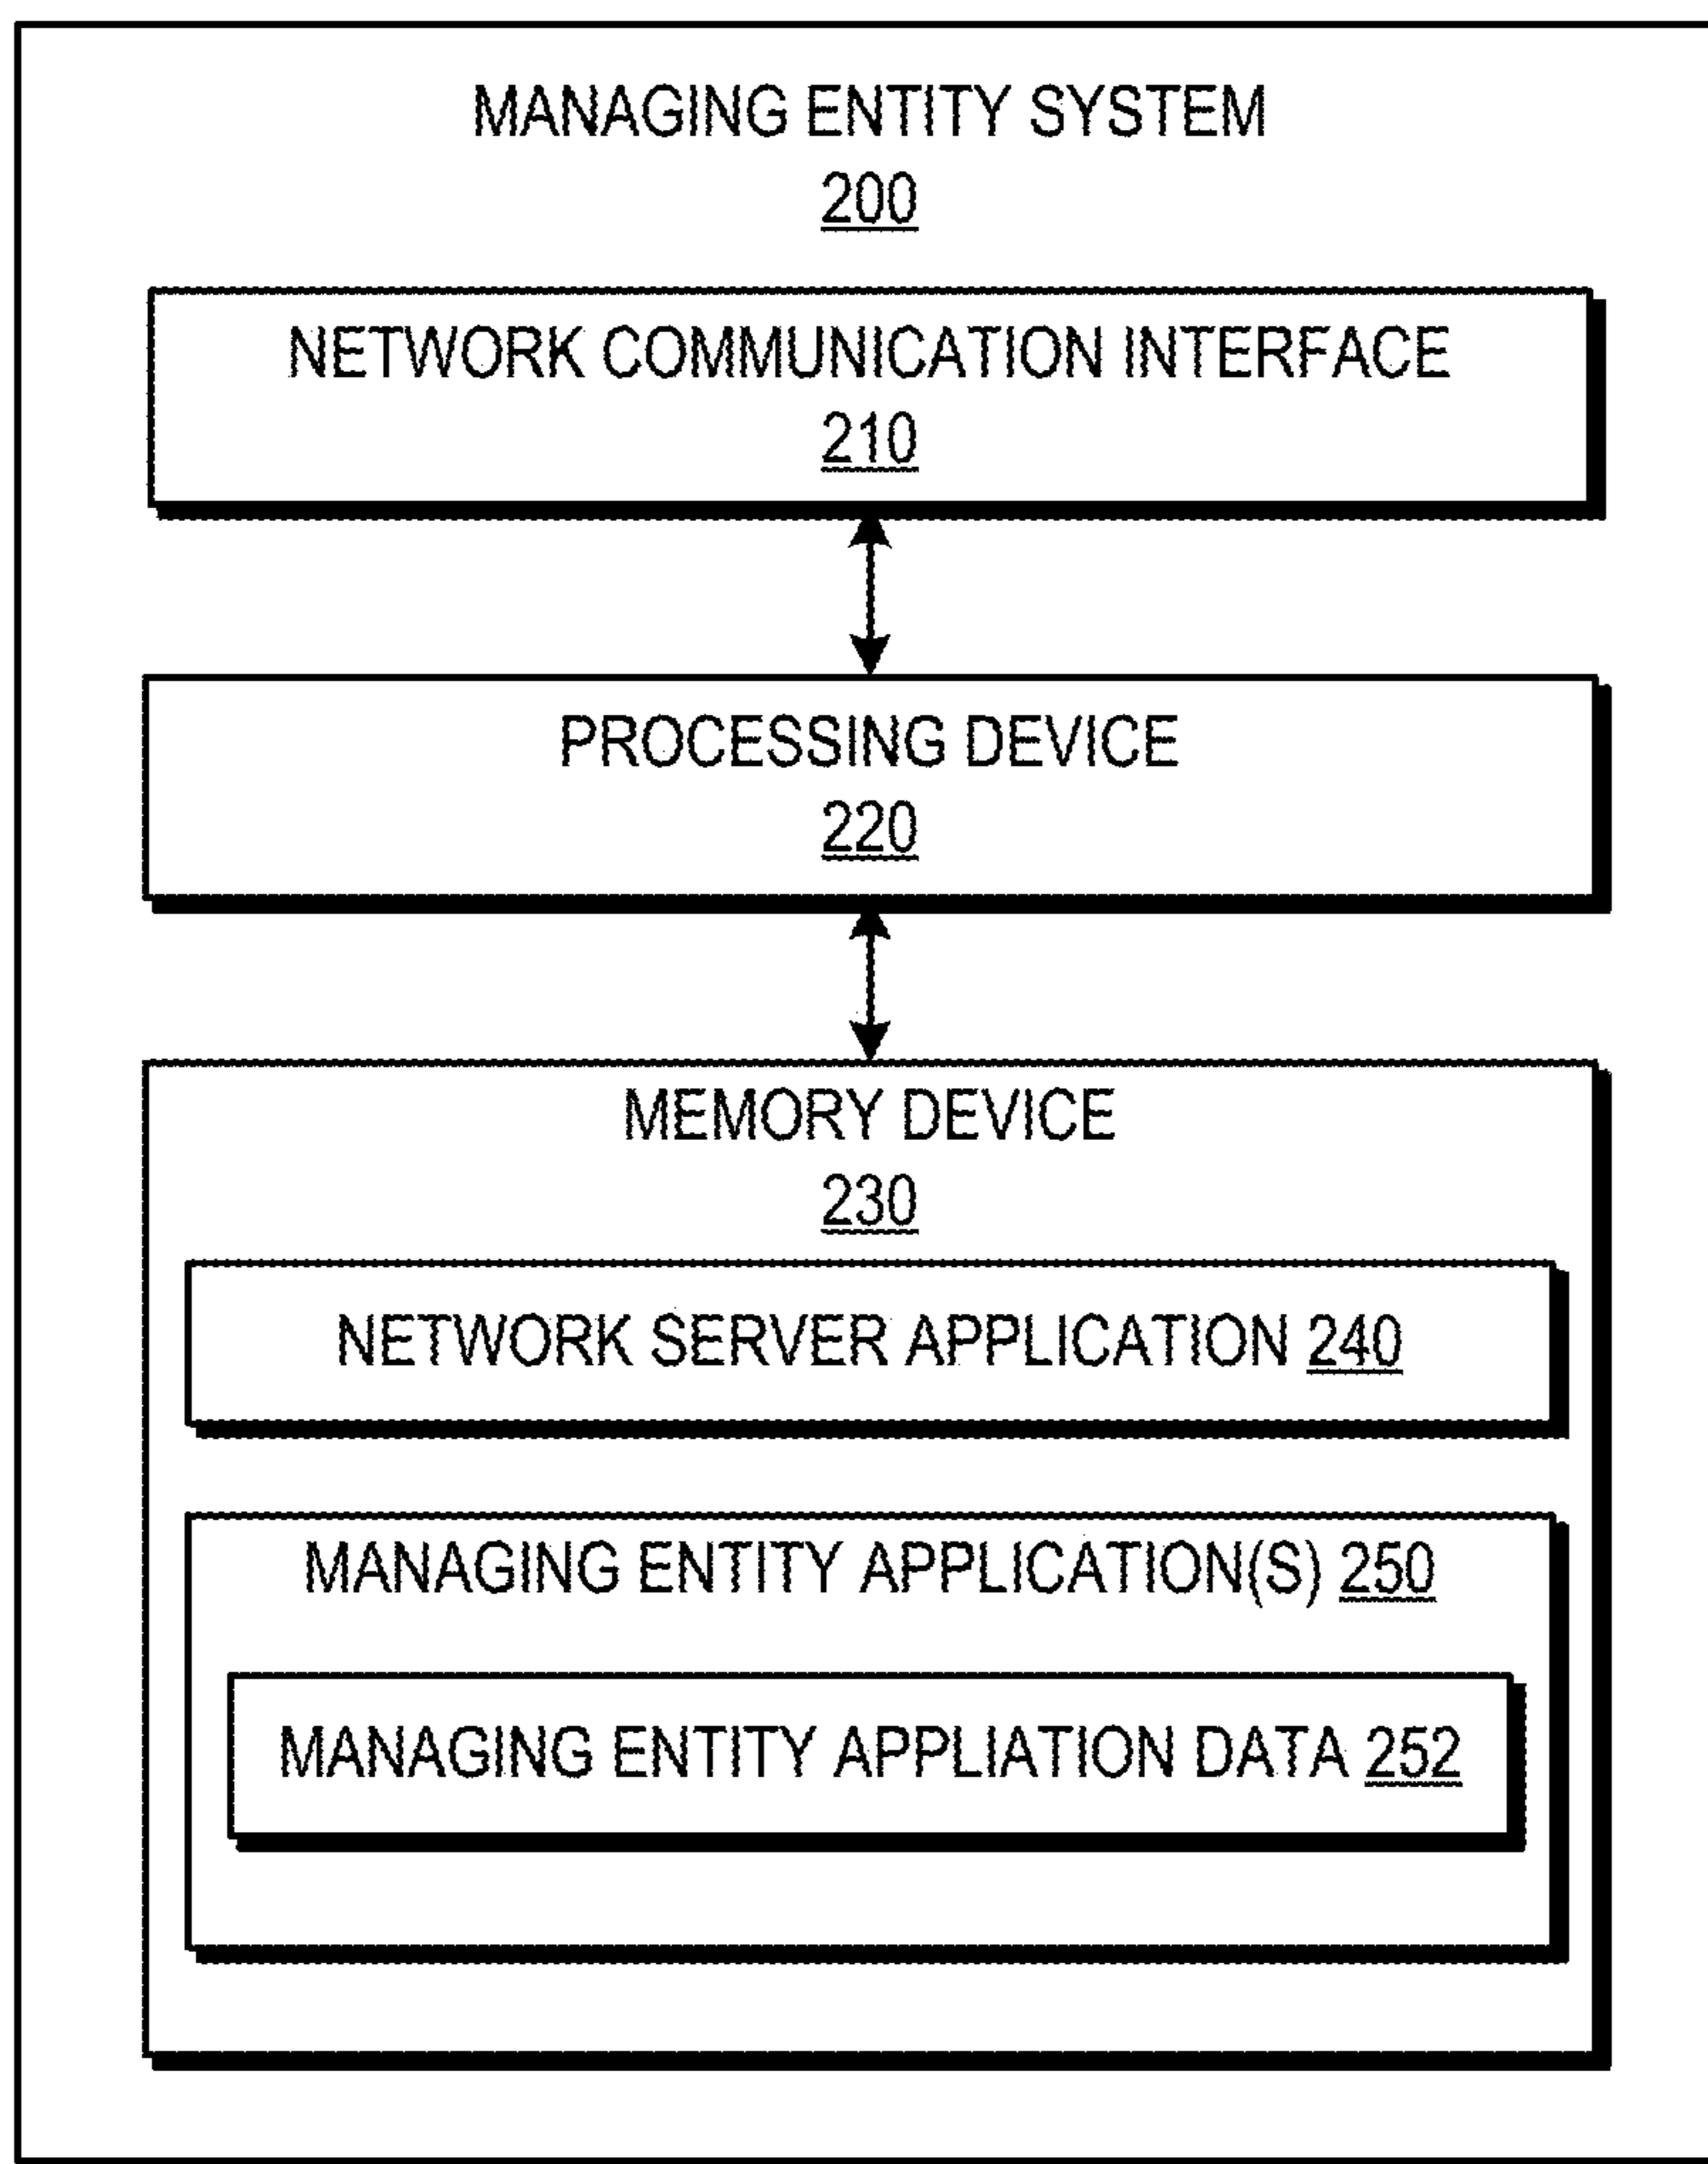 MANAGING ENTITY SYSTEM
200
NETWORK COMMUNICATION INTERFACE
210
PROCESSING DEVICE
220
MEMORY DEVICE
230
NETWORK SERVER APPLICATION 240
MANAGING ENTITY APPLICATION(S) 250
MANAGING ENTITY APPLIATION DATA 252